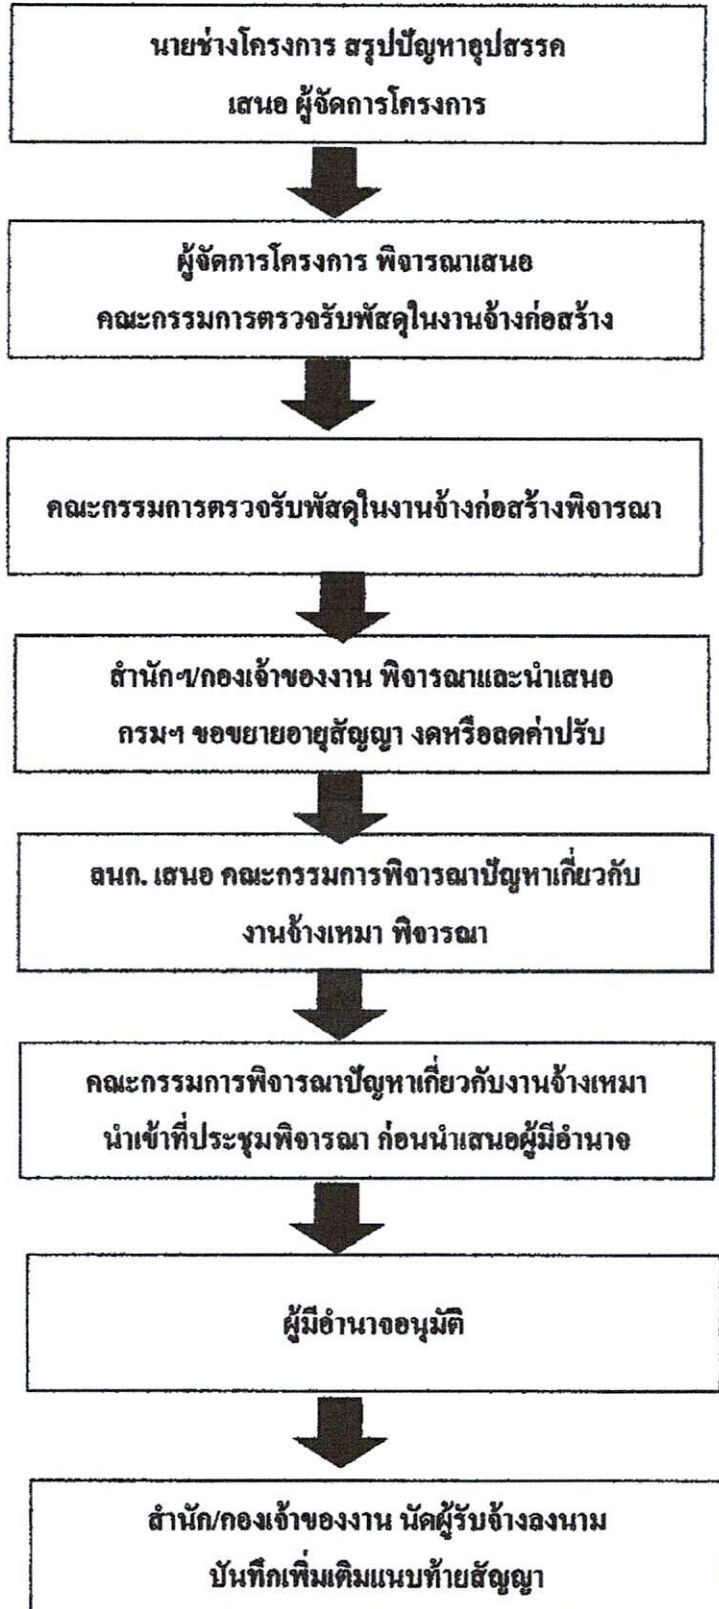 นายช่างโครงการ สรุปปัญหาอุปสรรค
เสนอ ผู้จัดการโครงการ
ผู้จัดการโครงการ พิจารณาเสนอ
คณะกรรมการตรวจรับพัสดุในงานจ้างก่อสร้าง
คณะกรรมการตรวจรับพัสดุในงานจ้างก่อสร้างพิจารณา
สำนักฯ/กองเจ้าของงาน พิจารณาและนำเสนอ
กรมฯ ขอขยายอายุสัญญา งดหรือลดค่าปรับ
ลนก. เสนอ คณะกรรมการพิจารณาปัญหาเกี่ยวกับ
งานจ้างเหมา พิจารณา
คณะกรรมการพิจารณาปัญหาเกี่ยวกับงานจ้างเหมา
นำเข้าที่ประชุมพิจารณา ก่อนนำเสนอผู้มีอำนาจ
ผู้มีอำนาจอนุมัติ
สำนัก/กองเจ้าของงาน นัดผู้รับจ้างลงนาม
บันทึกเพิ่มเติมแนบท้ายสัญญา